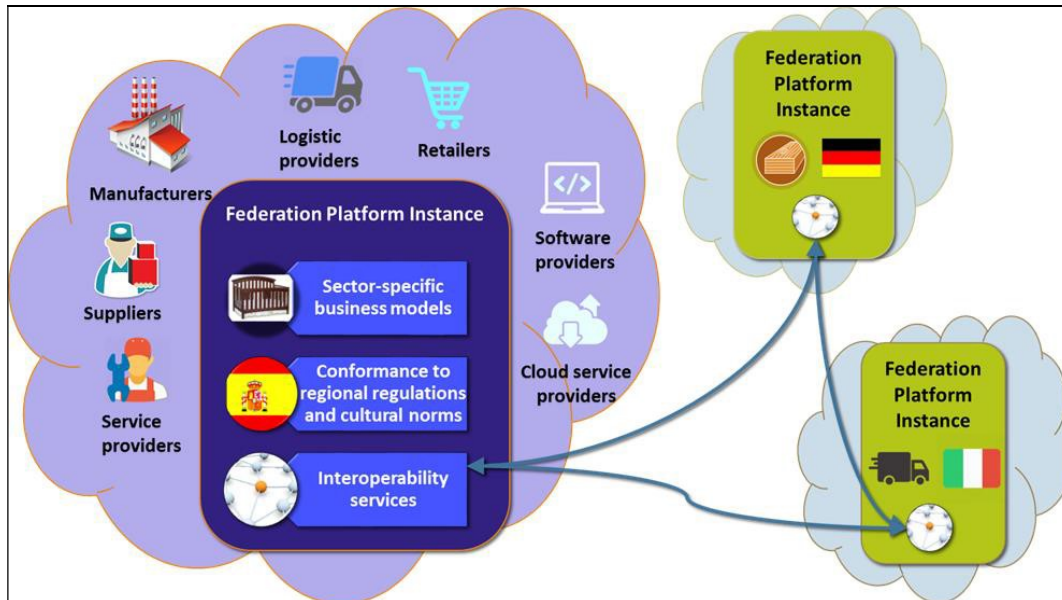 Manufacturers
Logistic
providers
Retailers
Software
providers
Cloud service
providers
Suppliers
Service
providers
Federation Platform Instance
Sector-specific
business models
Conformance to
regional regulations
and cultural norms
Interoperability
services
Federation
Platform
Instance
Federation
Platform
Instance